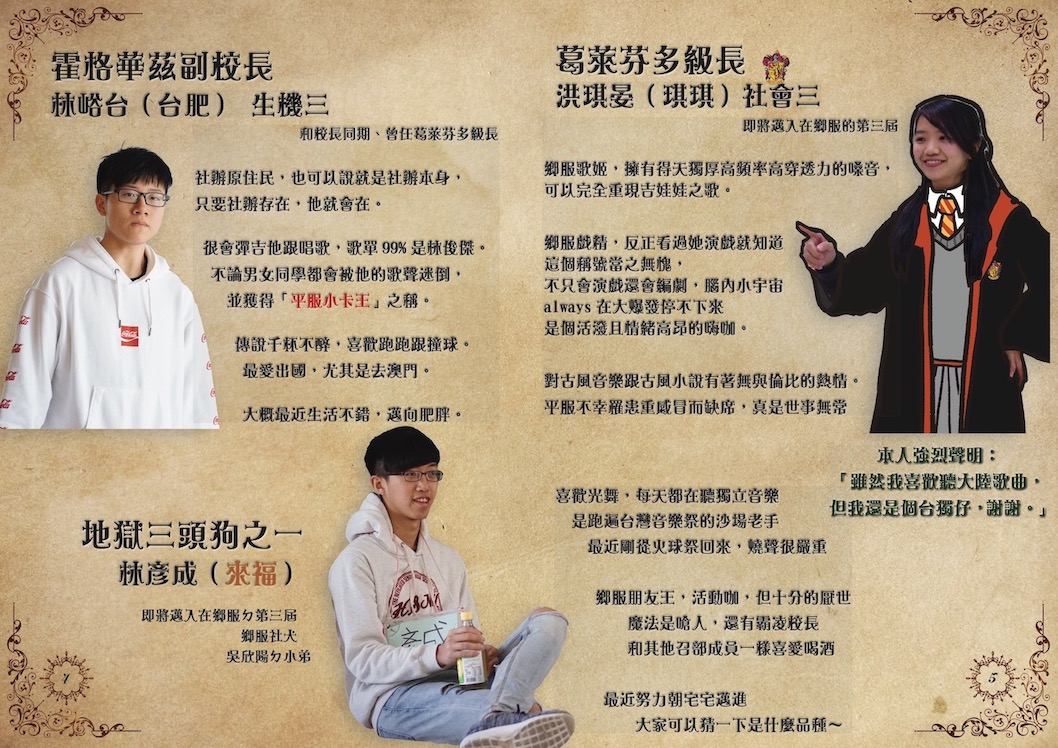 霍格華茲副校長
林峪台（台肥） 生機三
和校長同期、曾任葛萊芬多級長
社辦原住民，也可以說就是社辦本身，
只要社辦存在，他就會在。
很會彈吉他跟唱歌，歌單99%是林俊傑。
不論男女同學都會被他的歌聲迷倒，
並獲得「平服小卡王」之稱。
傳說千杯不醉，喜歡跑跑跟撞球。
最愛出國，尤其是去澳門。
大概最近生活不錯，邁向肥胖。
葛萊芬多級長
洪琪晏（琪琪）社會三
即將邁入在鄉服的第三屆
鄉服歌姬，擁有得天獨厚高頻率高穿透力的嗓音，
可以完全重現吉娃娃之歌。
鄉服戲精，反正看過她演戲就知道
這個稱號當之無愧，
不只會演戲還會編劇，腦內小宇宙
always在大爆發停不下來
是個活潑且情緒高昂的嗨咖。
對古風音樂跟古風小說有著無與倫比的熱情。
平服不幸罹患重感冒而缺席，真是世事無常
本人強烈聲明：
「雖然我喜歡聽大陸歌曲，
但我還是個台獨仔，謝謝。」
地獄三頭狗之一
林彥成（來福）
即將邁入在鄉服ㄉ第三屆
鄉服社犬
吳欣陽ㄉ小弟
彥成
喜歡光舞，每天都在聽獨立音樂
是跑遍台灣音樂祭的沙場老手
最近剛從火球祭回來，燒聲很嚴重
鄉服朋友王，活動咖，但十分的厭世
魔法是嗆人，還有霸凌校長
和其他召部成員一樣喜愛喝酒
最近努力朝宅宅邁進
大家可以猜一下是什麼品種～
7
5